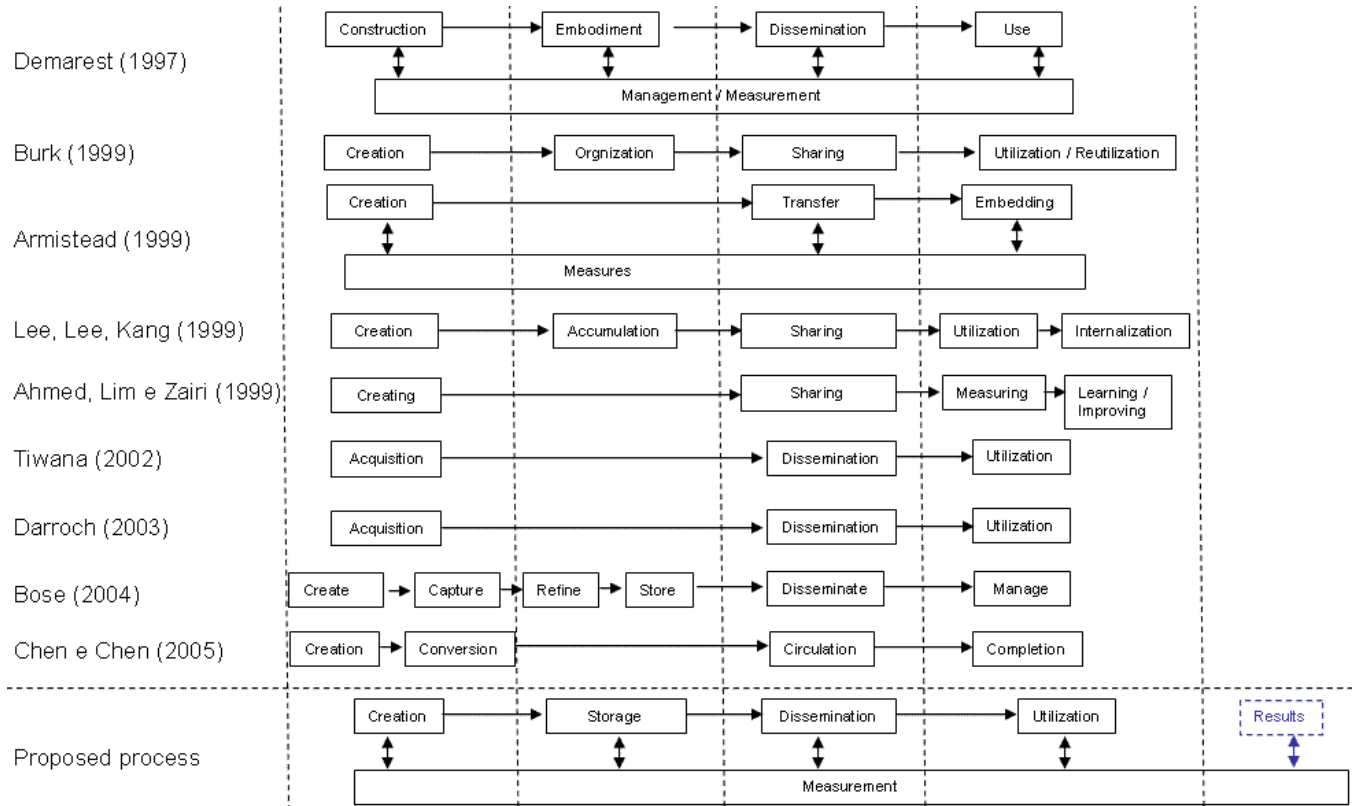 Construction
Embodiment
Dissemination
Use
Demarest (1997)
Management / Measurement
Burk (1999)
Creation
Orgnization
Sharing
Utilization / Reutilization
Creation
Transfer
Embedding
Armistead (1999)
Measures
Lee, Lee, Kang (1999)
Creation
Accumulation
Sharing
Utilization
Internalization
Ahmed, Lim e Zairi (1999)
Creating
Sharing
Measuring
Learning /
Improving
Tiwana (2002)
Acquisition
Dissemination
Utilization
Darroch (2003)
Acquisition
Dissemination
Utilization
Bose (2004)
Create
Capture
Refine
Store
Disseminate
Manage
Chen e Chen (2005)
Creation
Conversion
Circulation
Completion
Creation
Storage
Dissemination
Utilization
Results
Proposed process
Measurement